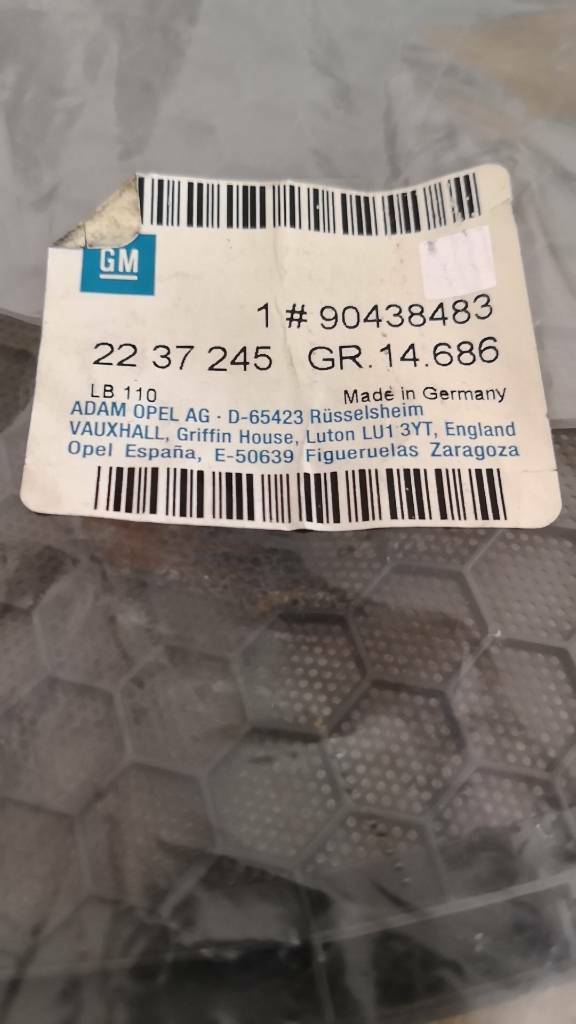 GM
1 # 90438483
22 37 245 GR.14.686
LB 110 Made in Germany
ADAM OPEL AG · D-65423 Rüsselsheim
VAUXHALL, Griffin House, Luton LU1 3YT, England
Opel España, E-50639 Figueruelas Zaragoza